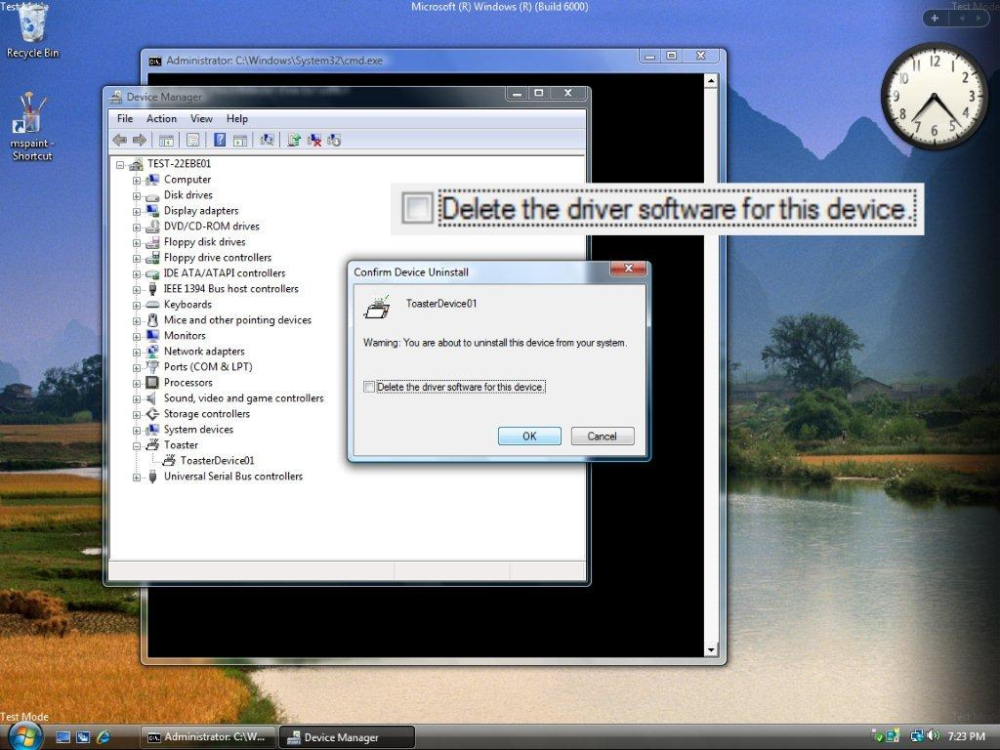 Test Mode
Microsoft (R) Windows (R) (Build 6000)
Test Mode
Recycle Bin
mspaint -
Shortcut
Administrator: C:\Windows\System32\cmd.exe
Device Manager
File Action View Help
TEST-22EBE01
Computer
Disk drives
Display adapters
DVD/CD-ROM drives
Floppy disk drives
Floppy drive controllers
IDE ATA/ATAPI controllers
IEEE 1394 Bus host controllers
Keyboards
Mice and other pointing devices
Monitors
Network adapters
Ports (COM & LPT)
Processors
Sound, video and game controllers
Storage controllers
System devices
Toaster
ToasterDevice01
Universal Serial Bus controllers
Delete the driver software for this device.
Confirm Device Uninstall
ToasterDevice01
Warning: You are about to uninstall this device from your system.
Delete the driver software for this device.
OK Cancel
12
1
2
3
4
5
6
7
8
9
10
11
Test Mode
Test Mode
Administrator: C:\W...
Device Manager
7:23 PM